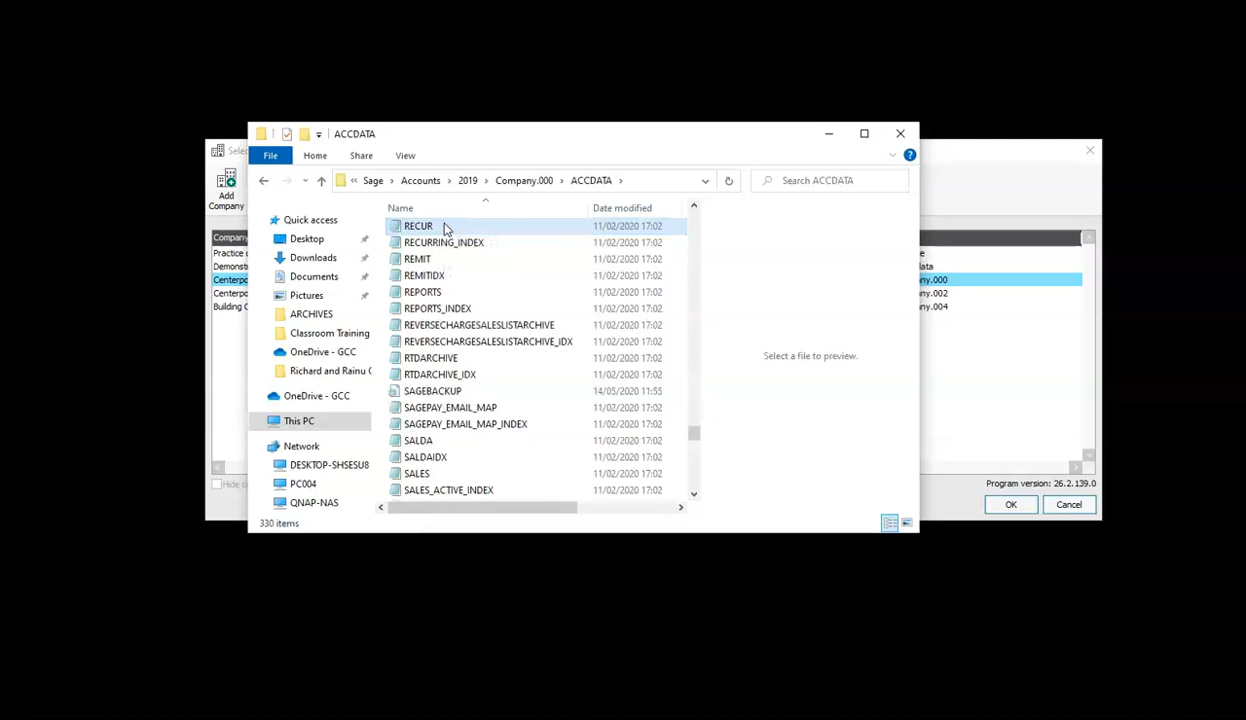 ACCDATA
Selec
Add
Company
File
Home
Share
View
Sage
Accounts
2019
Company.000
ACCDATA
Search ACCDATA
Name
Date modified
Company
Practice d
Demonst
Centerpo
Centerpo
Building C
Quick access
Desktop
Downloads
Documents
Pictures
ARCHIVES
Classroom Training
OneDrive - GCC
Richard and Rainu (
OneDrive - GCC
This PC
Network
DESKTOP-SHSESU8
PC004
QNAP-NAS
RECUR 11/02/2020 17:02
RECURRING_INDEX 11/02/2020 17:02
REMIT 11/02/2020 17:02
REMITIDX 11/02/2020 17:02
REPORTS 11/02/2020 17:02
REPORTS_INDEX 11/02/2020 17:02
REVERSECHARGESALESLISTARCHIVE 11/02/2020 17:02
REVERSECHARGESALESLISTARCHIVE_IDX 11/02/2020 17:02
RTDARCHIVE 11/02/2020 17:02
RTDARCHIVE_IDX 11/02/2020 17:02
SAGEBACKUP 14/05/2020 11:55
SAGEPAY_EMAIL_MAP 11/02/2020 17:02
SAGEPAY_EMAIL_MAP_INDEX 11/02/2020 17:02
SALDA 11/02/2020 17:02
SALDAIDX 11/02/2020 17:02
SALES 11/02/2020 17:02
SALES_ACTIVE_INDEX 11/02/2020 17:02
Select a file to preview.
e
data
ny.000
ny.002
ny.004
Hide cu
Program version: 26.2.139.0
OK
Cancel
330 items